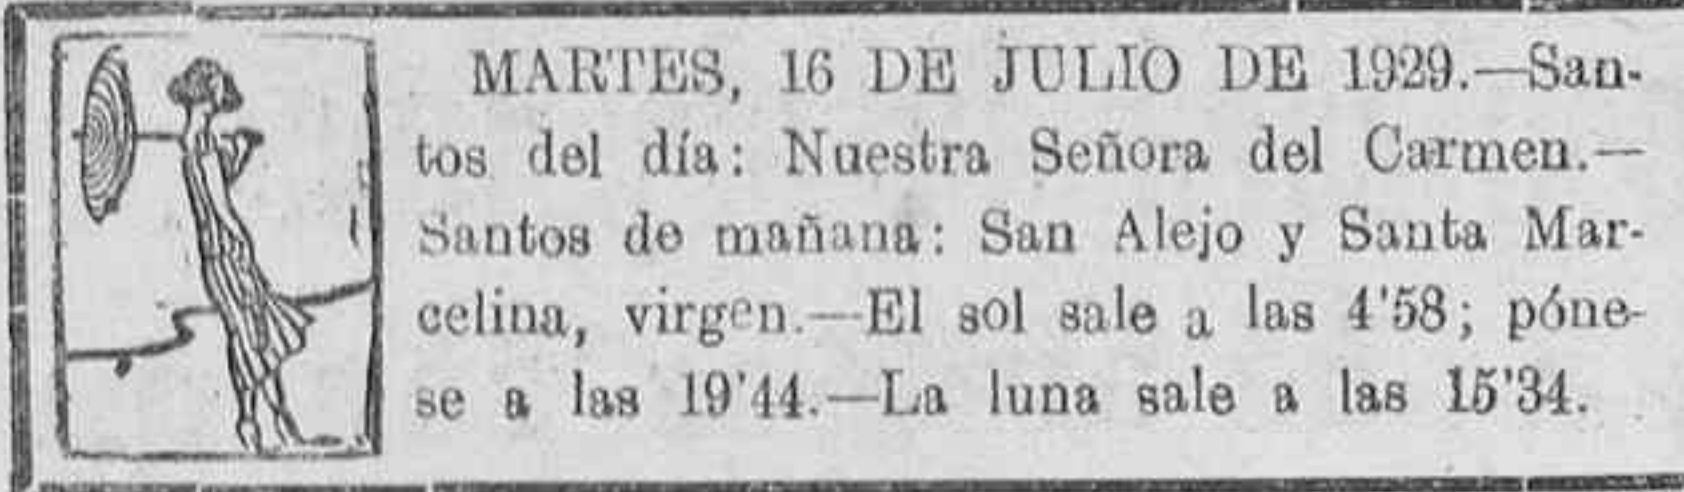 MARTES, 16 DE JULIO DE 1929.—San-
tos del día: Nuestra Señora del Carmen.—
Santos de mañana: San Alejo y Santa Mar-
celina, virgen.—El sol sale a las 4'58; póne-
se a las 19'44.—La luna sale a las 15'34.